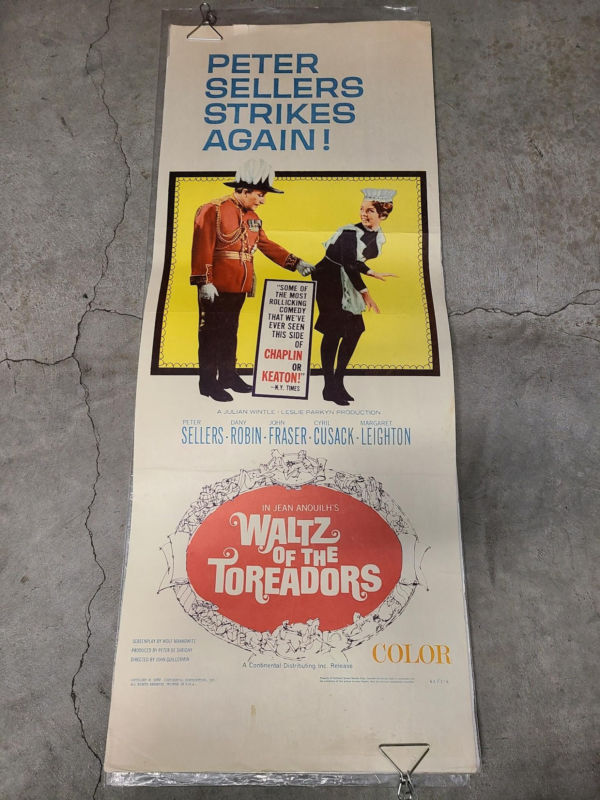 PETER
SELLERS
STRIKES
AGAIN!
"SOME OF
THE MOST
ROLLICKING
COMEDY
THAT WE'VE
EVER SEEN
THIS SIDE
OF
CHAPLIN
OR
KEATON!"
—N.Y. TIMES
A JULIAN WINTLE - LESLIE PARKYN PRODUCTION
PETER SELLERS · DANY ROBIN · JOHN FRASER · CYRIL CUSACK · MARGARET LEIGHTON
IN JEAN ANOUILH'S
WALTZ
OF THE
TOREADORS
SCREENPLAY BY WOLF MANKOWITZ
PRODUCED BY PETER DE SARIGNY
DIRECTED BY JOHN GUILLERMIN
COLOR
A Continental Distributing Inc. Release